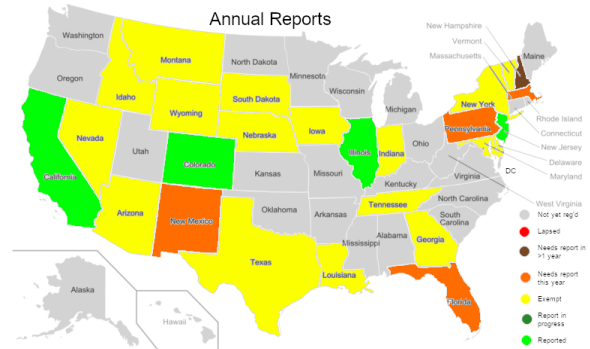 Annual Reports
Washington
Oregon
California
Nevada
Idaho
Montana
Wyoming
Utah
Arizona
Colorado
New Mexico
North Dakota
South Dakota
Nebraska
Kansas
Oklahoma
Texas
Minnesota
Iowa
Missouri
Arkansas
Louisiana
Wisconsin
Illinois
Michigan
Indiana
Ohio
Kentucky
Tennessee
Mississippi
Alabama
Georgia
Florida
South
Carolina
North Carolina
Virginia
Pennsylvania
New York
Maine
New Hampshire
Vermont
Massachusetts
Rhode Island
Connecticut
New Jersey
Delaware
Maryland
DC
West Virginia
Alaska
Hawaii
Not yet reg'd
Lapsed
Needs report in
>1 year
Needs report
this year
Exempt
Report in
progress
Reported